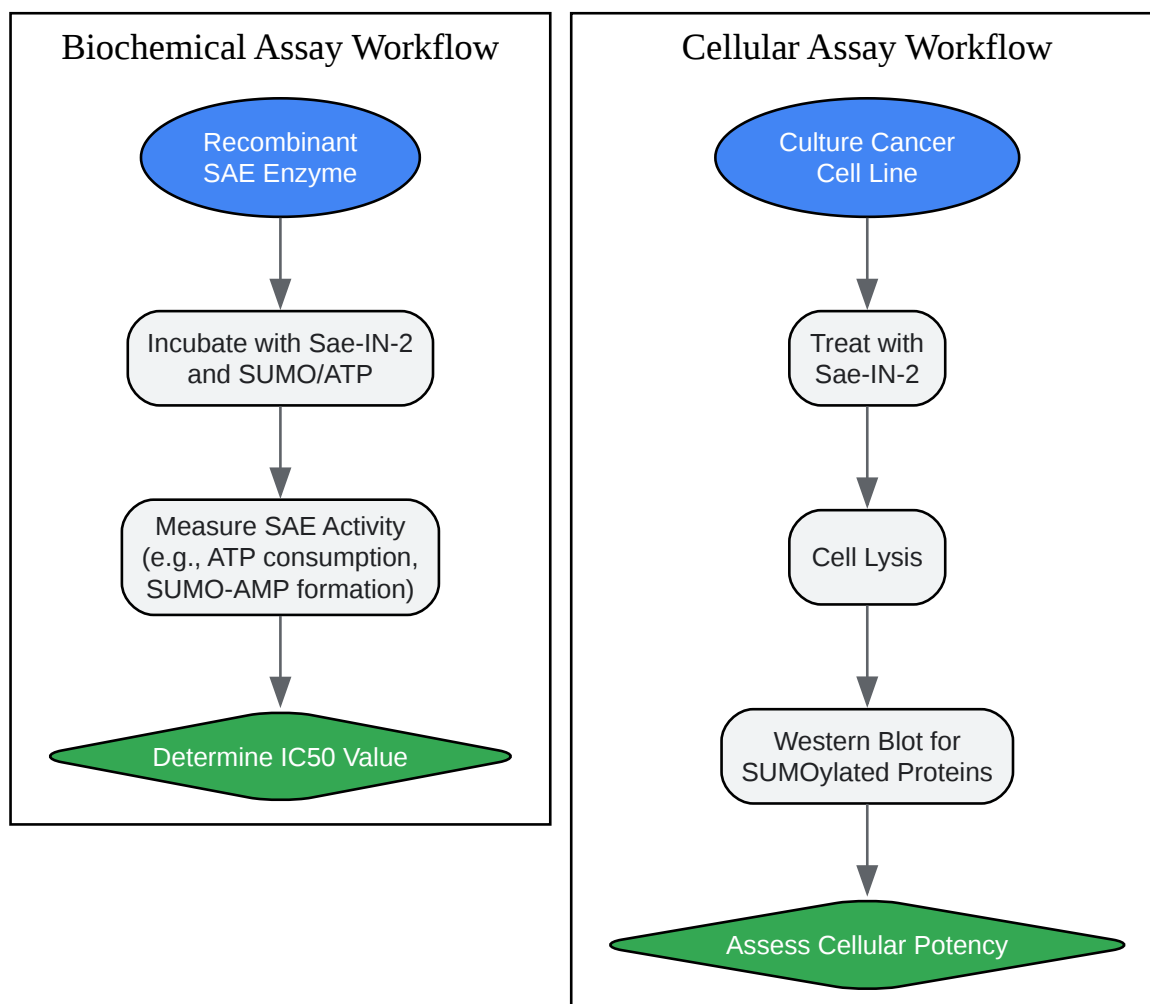 Biochemical Assay Workflow
Recombinant
SAE Enzyme
Incubate with Sae-IN-2
and SUMO/ATP
Measure SAE Activity
(e.g., ATP consumption,
SUMO-AMP formation)
Determine IC50 Value
Cellular Assay Workflow
Culture Cancer
Cell Line
Treat with
Sae-IN-2
Cell Lysis
Western Blot for
SUMOylated Proteins
Assess Cellular Potency